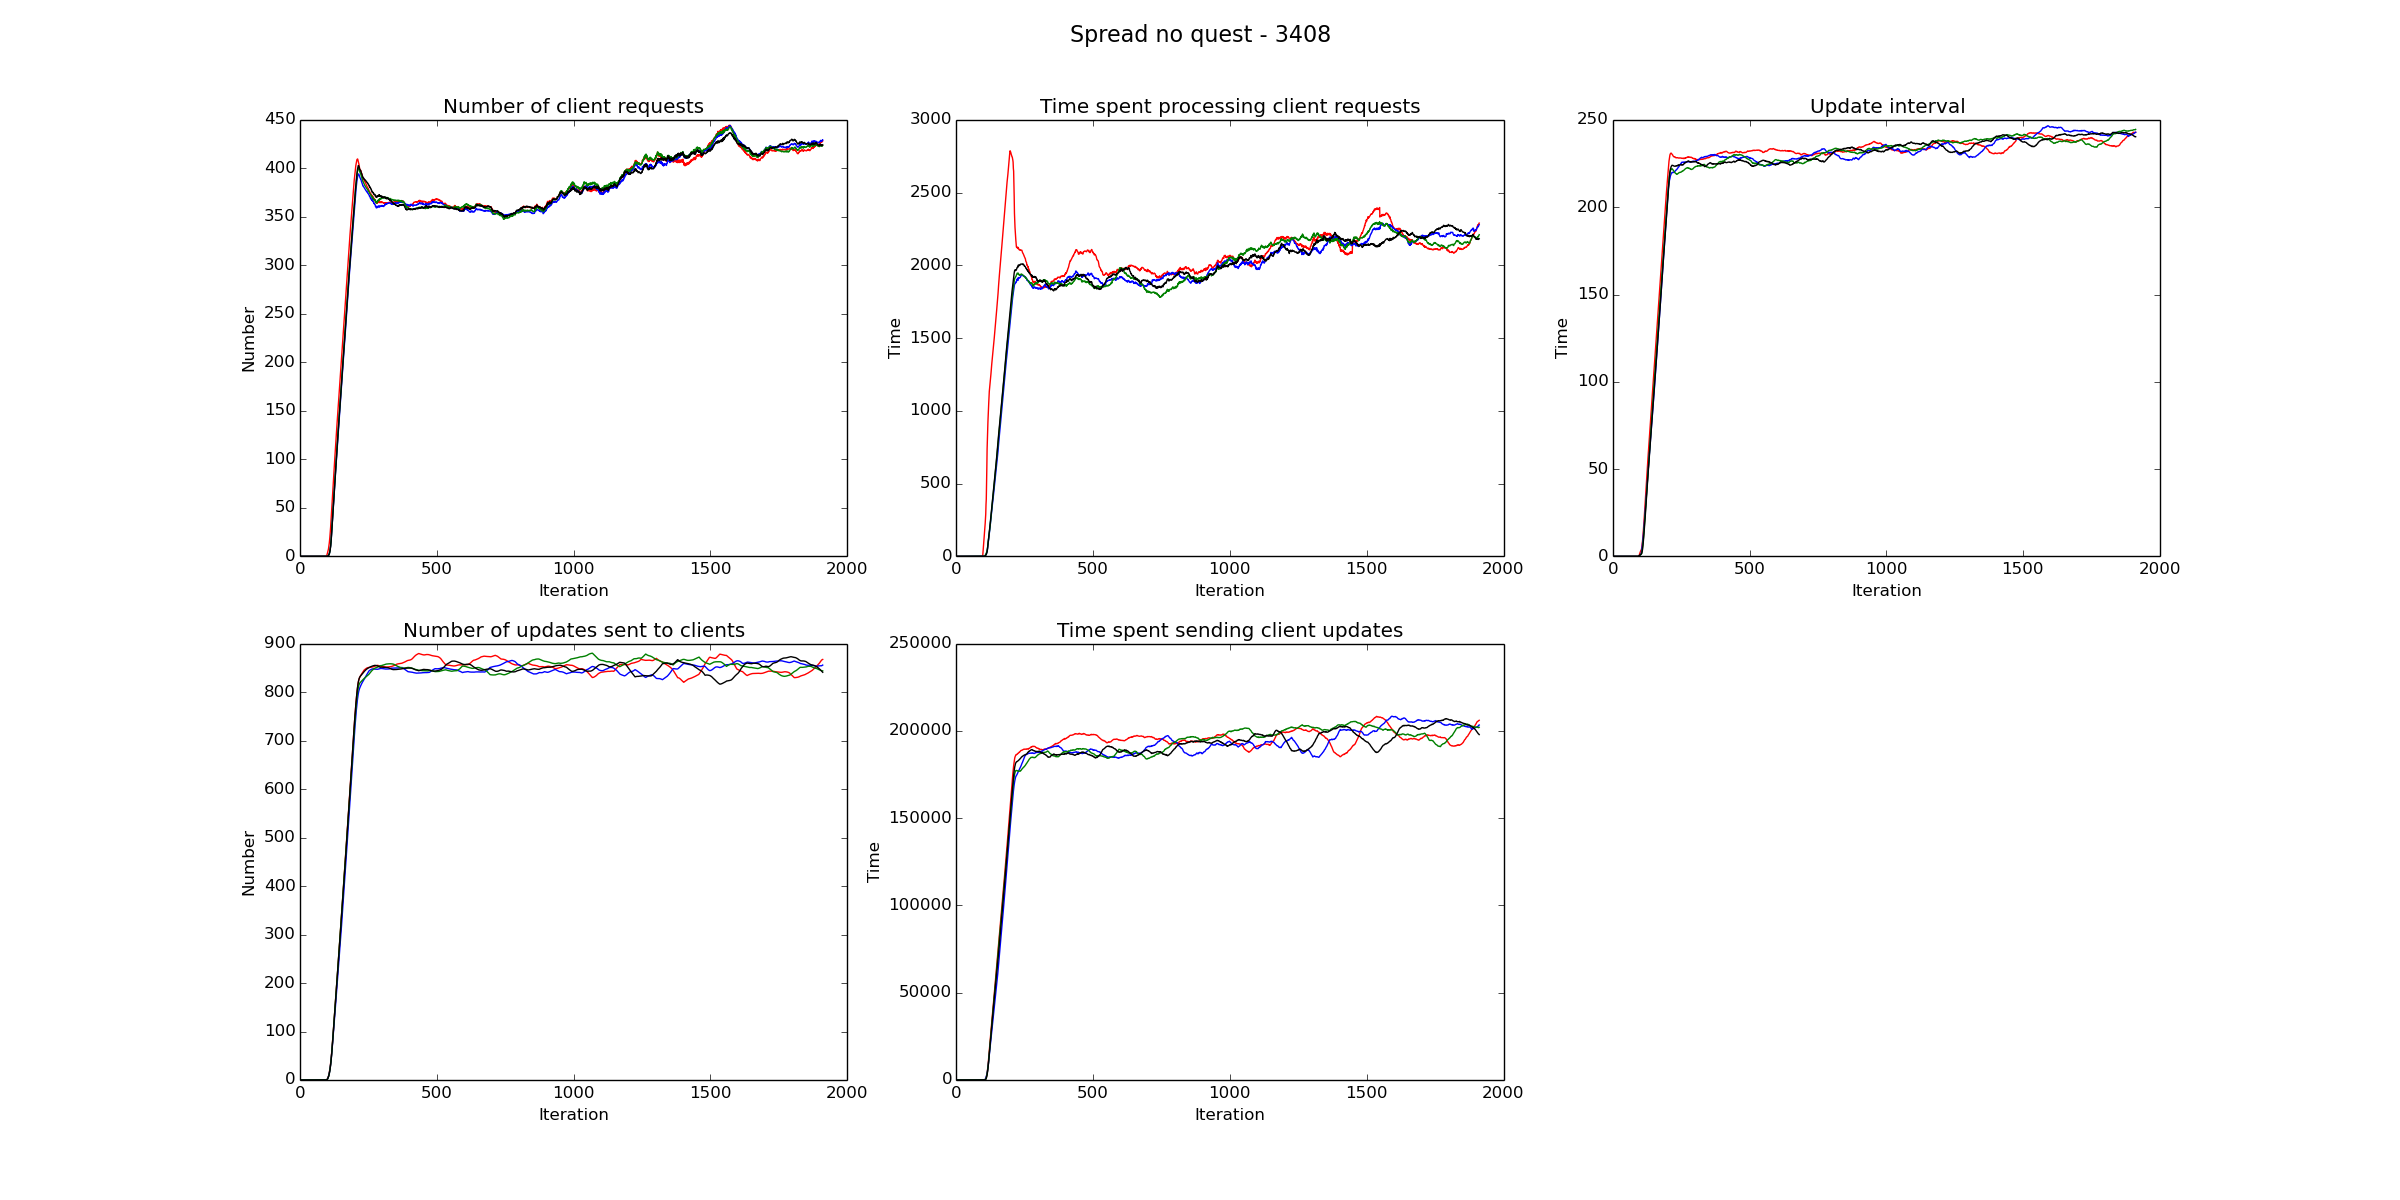 Spread no quest - 3408
Number of client requests
450
400
350
300
250
200
150
100
50
0
Number
0 500 1000 1500 2000
Iteration
Time spent processing client requests
3000
2500
2000
1500
1000
500
0
Time
0 500 1000 1500 2000
Iteration
Update interval
250
200
150
100
50
0
Time
0 500 1000 1500 2000
Iteration
Number of updates sent to clients
900
800
700
600
500
400
300
200
100
0
Number
0 500 1000 1500 2000
Iteration
Time spent sending client updates
250000
200000
150000
100000
50000
0
Time
0 500 1000 1500 2000
Iteration